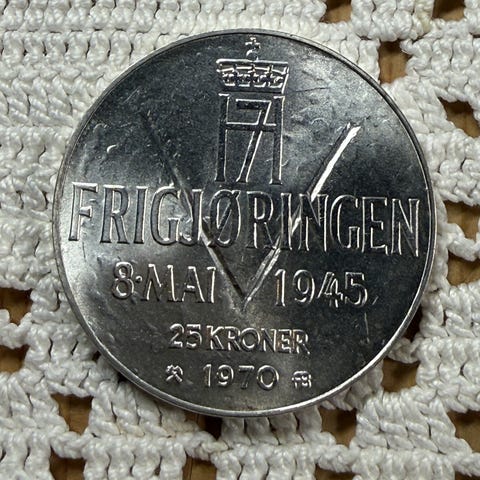 H7
FRIGJØRINGEN
8·MAI V 1945
25 KRONER
1970